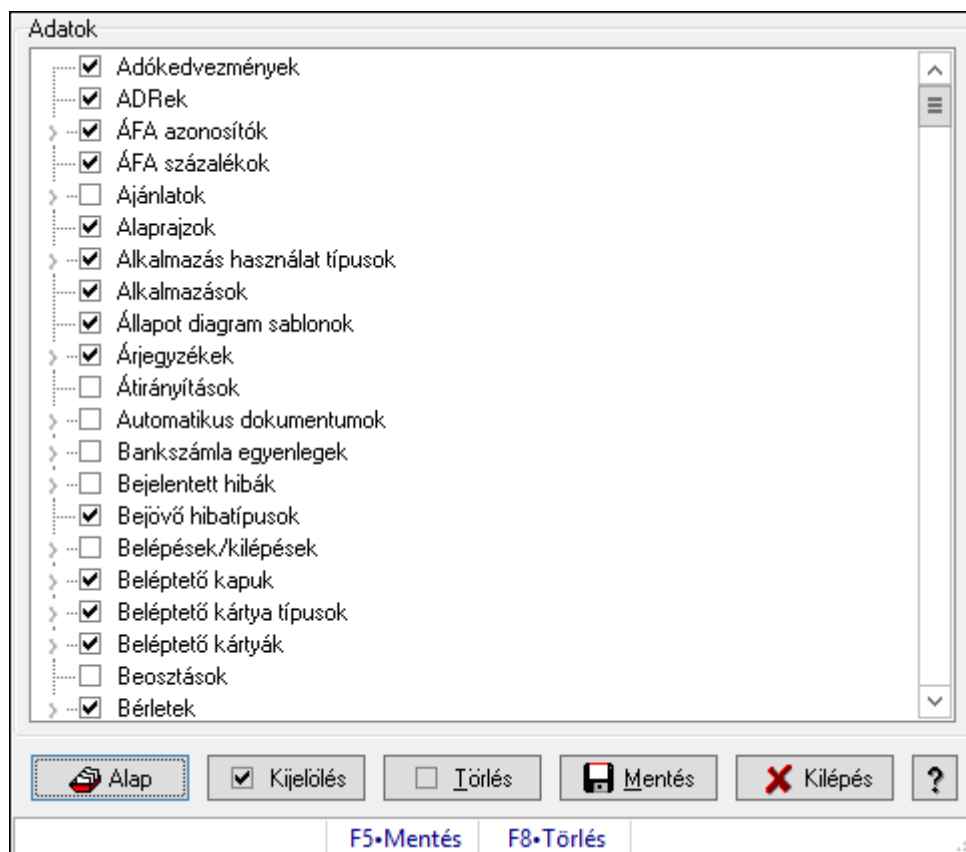 Adatok
Adókedvezmények
ADRek
ÁFA azonosítók
ÁFA százalékok
Ajánlatok
Alaprajzok
Alkalmazás használat típusok
Alkalmazások
Állapot diagram sablonok
Árjegyzékek
Átirányítások
Automatikus dokumentumok
Bankszámla egyenlegek
Bejelentett hibák
Bejövő hibatípusok
Belépések/kilépések
Beléptető kapuk
Beléptető kártya típusok
Beléptető kártyák
Beosztások
Bérletek
Alap Kijelölés Törlés Mentés Kilépés ?
F5•Mentés F8•Törlés